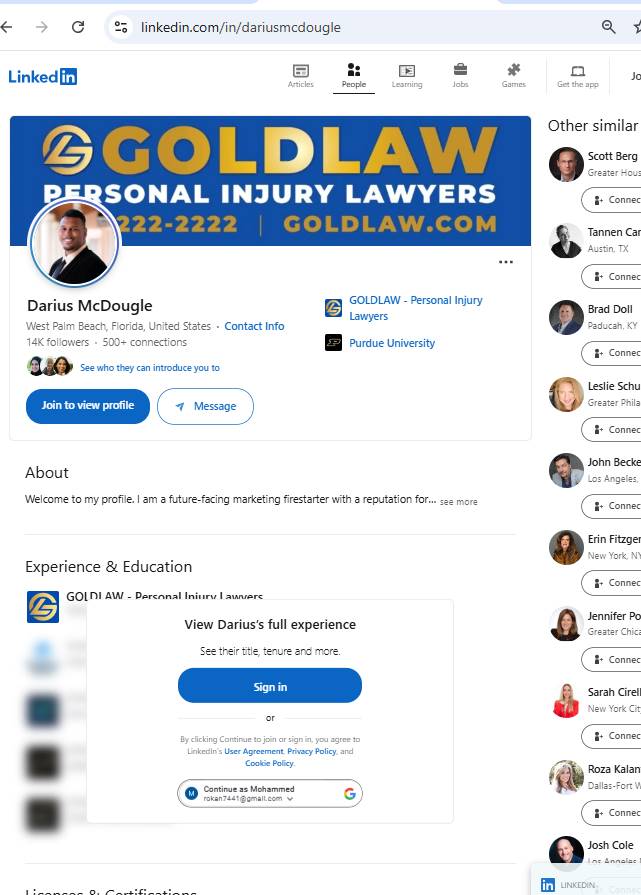 linkedin.com/in/dariusmcdougle
Linkedin
Articles
People
Learning
Jobs
Games
Get the app
GOLDLAW
PERSONAL INJURY LAWYERS
222-2222 | GOLDLAW.COM
Darius McDougle
West Palm Beach, Florida, United States · Contact Info
14K followers · 500+ connections
See who they can introduce you to
GOLDLAW - Personal Injury
Lawyers
Purdue University
Join to view profile
Message
About
Welcome to my profile. I am a future-facing marketing firestarter with a reputation for... see more
Experience & Education
GOLDLAW - Personal Injury Lawyers
View Darius's full experience
See their title, tenure and more.
Sign in
or
By clicking Continue to join or sign in, you agree to
LinkedIn's User Agreement, Privacy Policy, and
Cookie Policy.
M
Continue as Mohammed
rokan7441@gmail.com
Licenses & Certifications
Other similar
Scott Berg
Greater Hous
Connec
Tannen Car
Austin, TX
Connec
Brad Doll
Paducah, KY
Connec
Leslie Schu
Greater Phila
Connec
John Becke
Los Angeles,
Connec
Erin Fitzger
New York, NY
Connec
Jennifer Po
Greater Chica
Connec
Sarah Cirell
New York City
Connec
Roza Kalan
Dallas-Fort W
Connec
Josh Cole
Los Angeles
Connec
in LINKEDIN